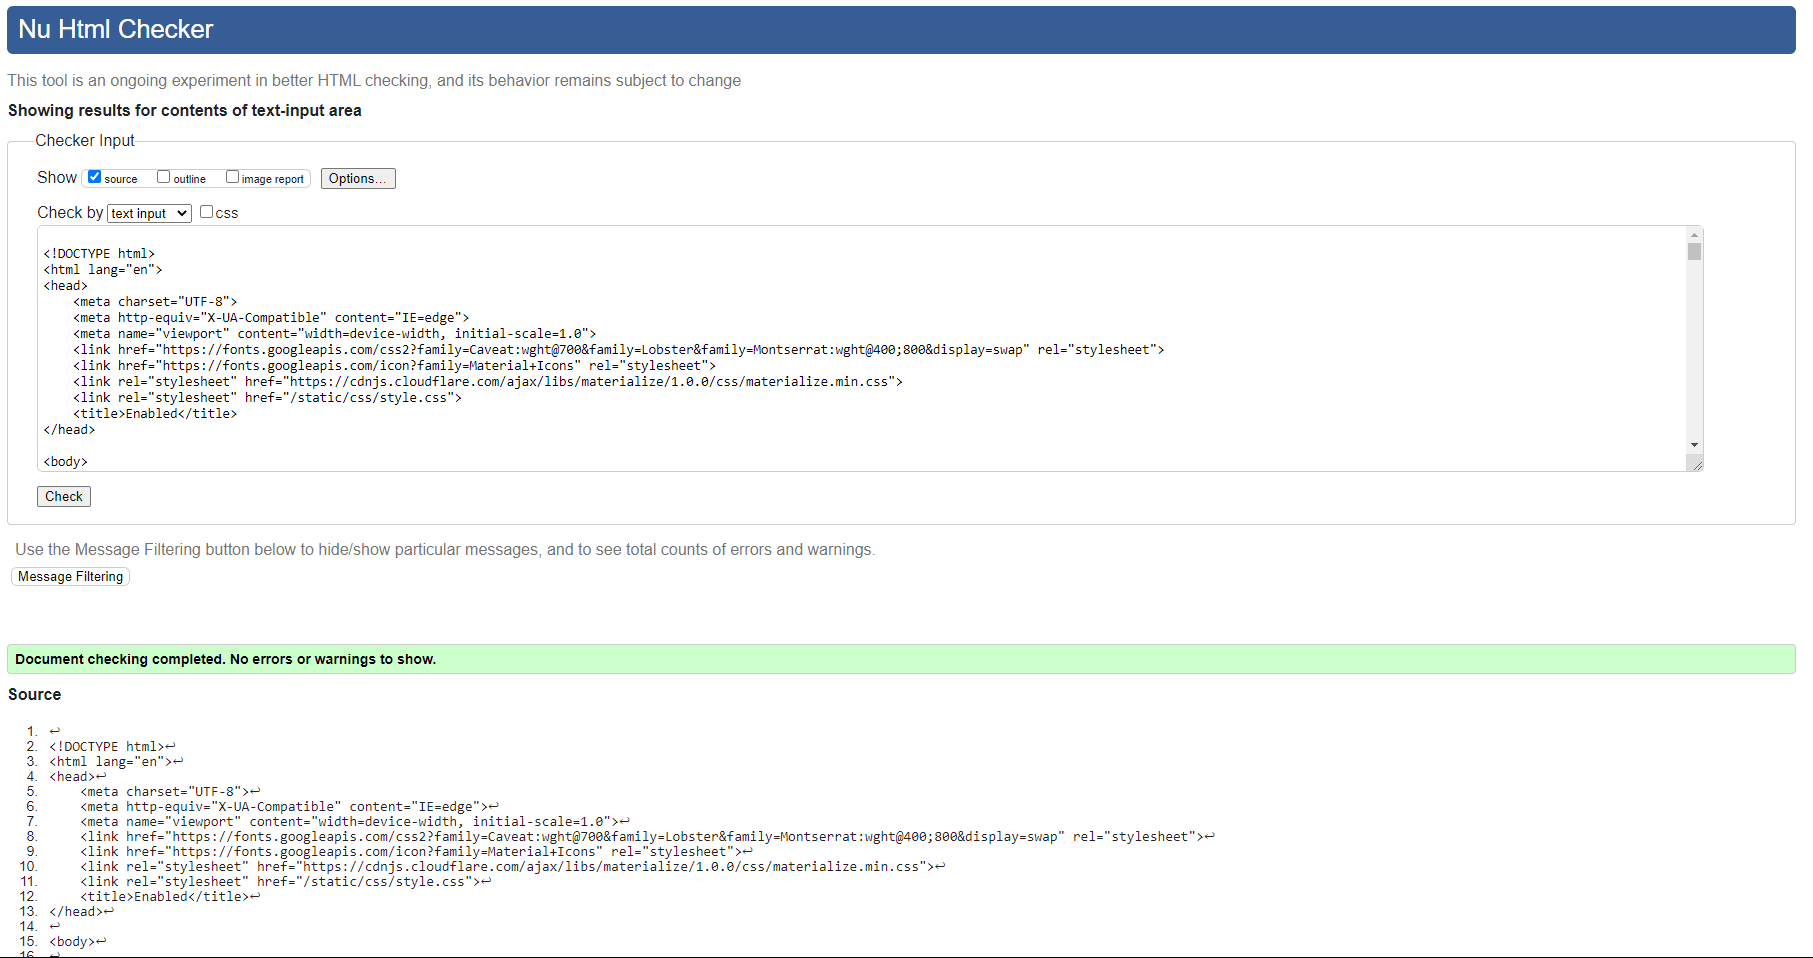 Nu Html Checker
This tool is an ongoing experiment in better HTML checking, and its behavior remains subject to change
Showing results for contents of text-input area
Checker Input
Show source outline image report Options...
Check by text input css
<!DOCTYPE html>
<html lang="en">
<head>
    <meta charset="UTF-8">
    <meta http-equiv="X-UA-Compatible" content="IE=edge">
    <meta name="viewport" content="width=device-width, initial-scale=1.0">
    <link href="https://fonts.googleapis.com/css2?family=Caveat:wght@700&family=Lobster&family=Montserrat:wght@400;800&display=swap" rel="stylesheet">
    <link href="https://fonts.googleapis.com/icon?family=Material+Icons" rel="stylesheet">
    <link rel="stylesheet" href="https://cdnjs.cloudflare.com/ajax/libs/materialize/1.0.0/css/materialize.min.css">
    <link rel="stylesheet" href="/static/css/style.css">
    <title>Enabled</title>
</head>
<body>
Check
Use the Message Filtering button below to hide/show particular messages, and to see total counts of errors and warnings.
Message Filtering
Document checking completed. No errors or warnings to show.
Source
1. ↩
2. <!DOCTYPE html>↩
3. <html lang="en">↩
4. <head>↩
5.     <meta charset="UTF-8">↩
6.     <meta http-equiv="X-UA-Compatible" content="IE=edge">↩
7.     <meta name="viewport" content="width=device-width, initial-scale=1.0">↩
8.     <link href="https://fonts.googleapis.com/css2?family=Caveat:wght@700&family=Lobster&family=Montserrat:wght@400;800&display=swap" rel="stylesheet">↩
9.     <link href="https://fonts.googleapis.com/icon?family=Material+Icons" rel="stylesheet">↩
10.     <link rel="stylesheet" href="https://cdnjs.cloudflare.com/ajax/libs/materialize/1.0.0/css/materialize.min.css">↩
11.     <link rel="stylesheet" href="/static/css/style.css">↩
12.     <title>Enabled</title>↩
13. </head>↩
14. ↩
15. <body>↩
16. ↩